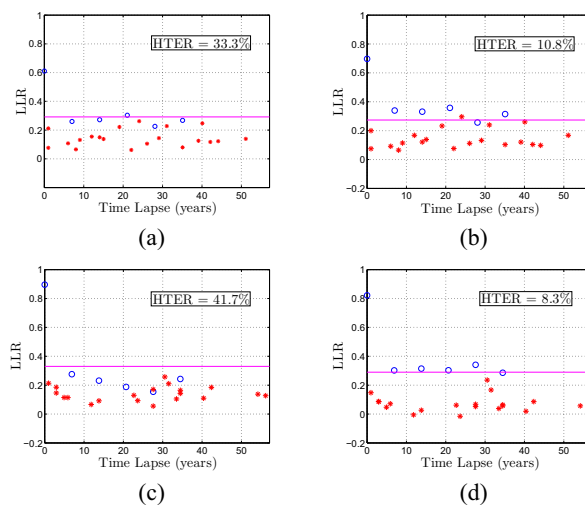 1
0.8
0.6
0.4
0.2
0
LLR
HTER = 33.3%
0 10 20 30 40 50
Time Lapse (years)
(a)
1
0.8
0.6
0.4
0.2
0
−0.2
LLR
HTER = 10.8%
0 10 20 30 40 50
Time Lapse (years)
(b)
1
0.8
0.6
0.4
0.2
0
−0.2
LLR
HTER = 41.7%
0 10 20 30 40 50
Time Lapse (years)
(c)
1
0.8
0.6
0.4
0.2
0
−0.2
LLR
HTER = 8.3%
0 10 20 30 40 50
Time Lapse (years)
(d)